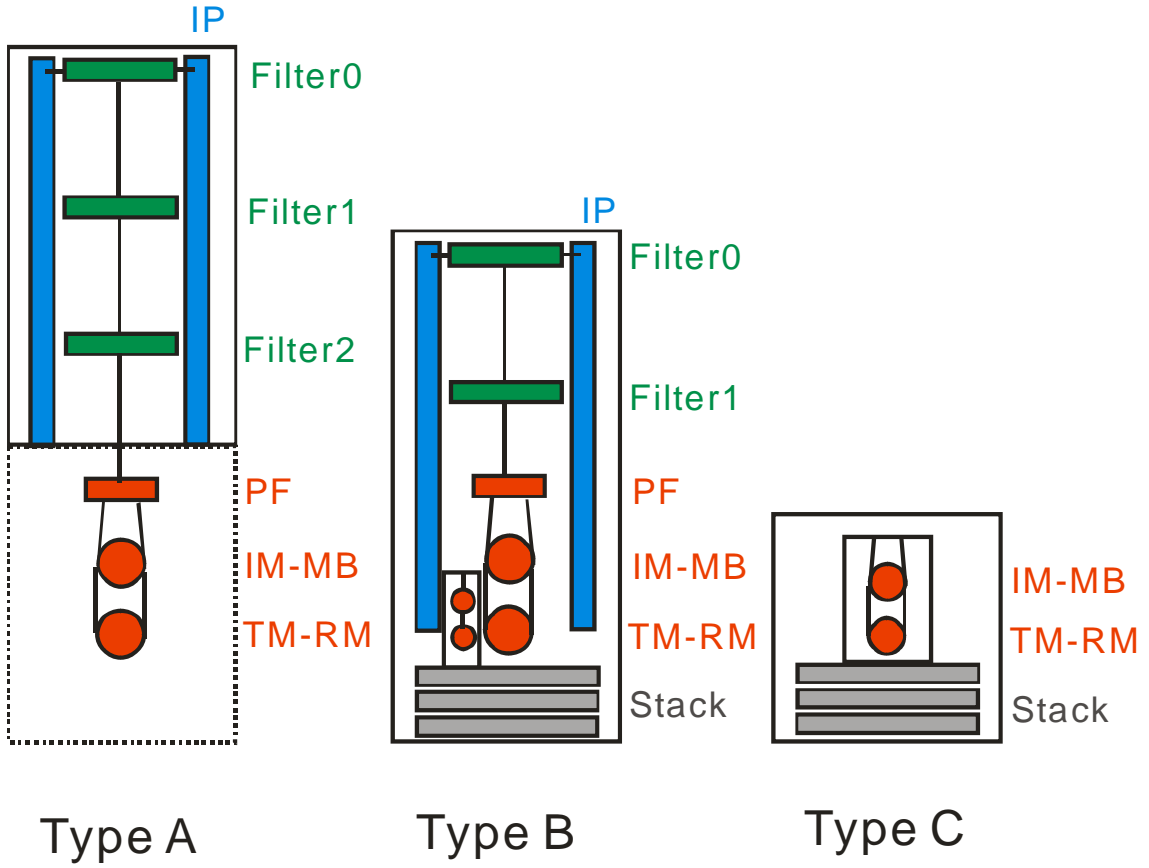 IP
Filter0
Filter1
Filter2
PF
IM-MB
TM-RM
Type A
IP
Filter0
Filter1
PF
IM-MB
TM-RM
Stack
Type B
IM-MB
TM-RM
Stack
Type C